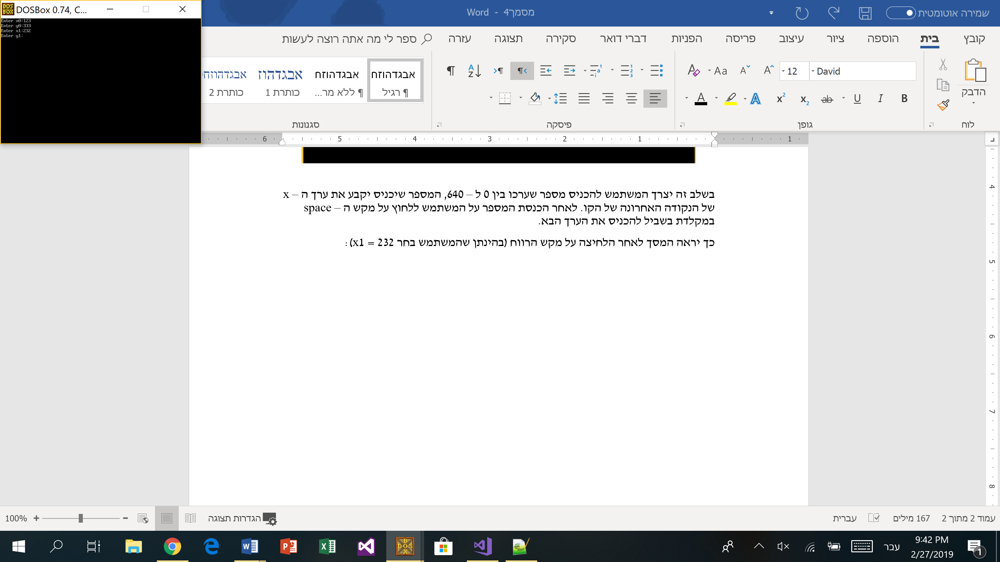 DOSBox 0.74, C...
Enter x0:123
Enter y0:333
Enter x1:232
Enter y1:
מסמך4 - Word
שמירה אוטומטית
קובץ
בית
הוספה
ציור
עיצוב
פריסה
הפניות
דברי דואר
סקירה
תצוגה
עזרה
ספר לי מה אתה רוצה לעשות
הדבק
לוח
David
12
גופן
פיסקה
אבגדהוזח
¶ רגיל
אבגדהוזח
¶ ללא מר...
אבגדהוז
כותרת 1
אבגדהוזח
כותרת 2
סגנונות
6 5 4 3 2 1 1
4
5
6
7
8
בשלב זה יצרך המשתמש להכניס מספר שערכו בין 0 ל – 640, המספר שיכניס יקבע את ערך ה – x
של הנקודה האחרונה של הקו. לאחר הכנסת המספר על המשתמש ללחוץ על מקש ה – space
במקלדת בשביל להכניס את הערך הבא.
כך יראה המסך לאחר הלחיצה על מקש הרווח (בהינתן שהמשתמש בחר x1 = 232) :
עמוד 2 מתוך 2
167 מילים
עברית
הגדרות תצוגה
100%
עבר
9:42 PM
2/27/2019
1